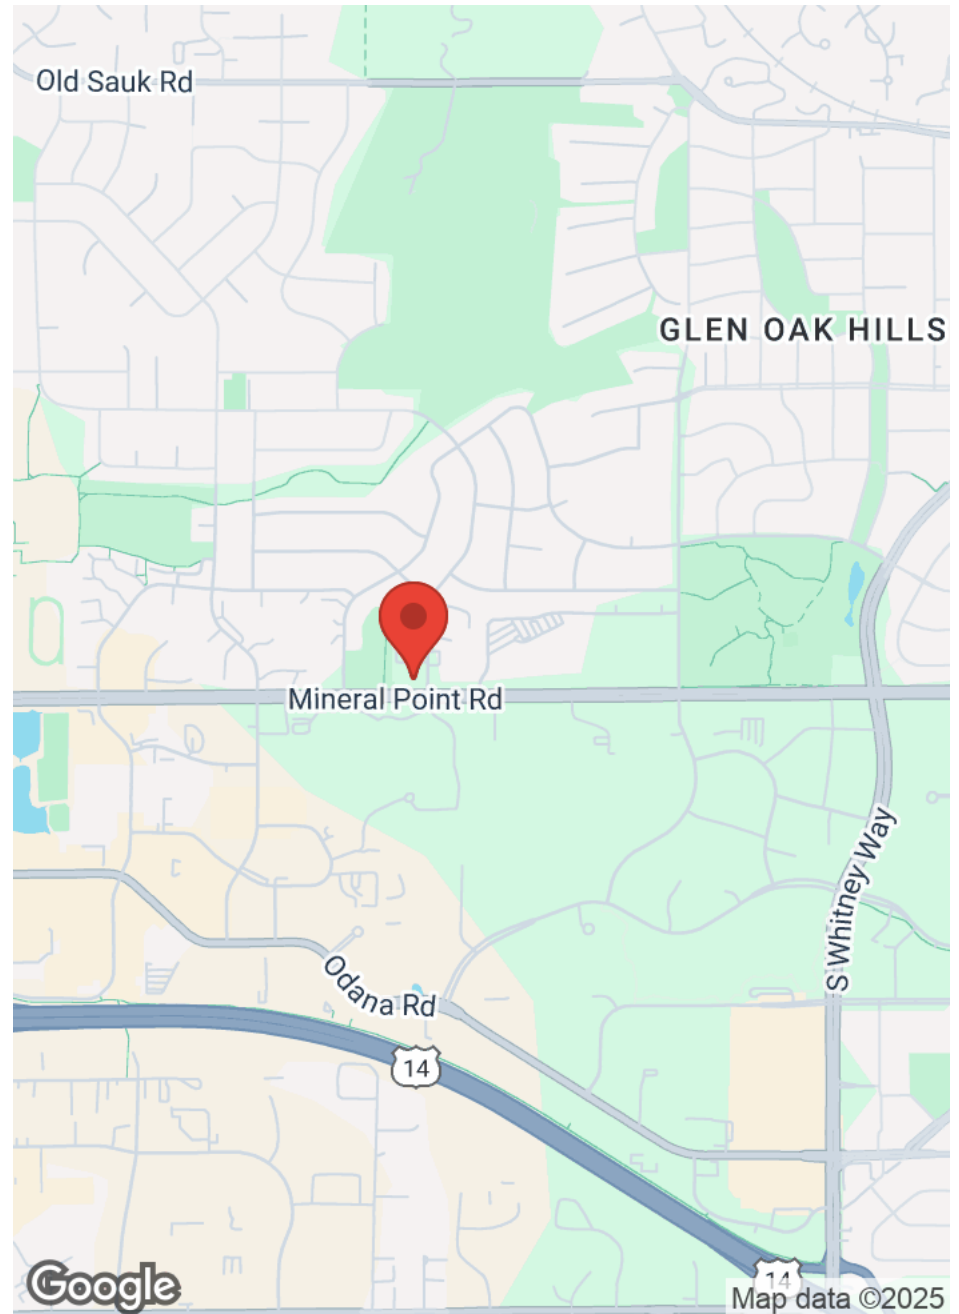 Old Sauk Rd
GLEN OAK HILLS
Mineral Point Rd
S Whitney Way
Odana Rd
14
14
Google
Map data ©2025